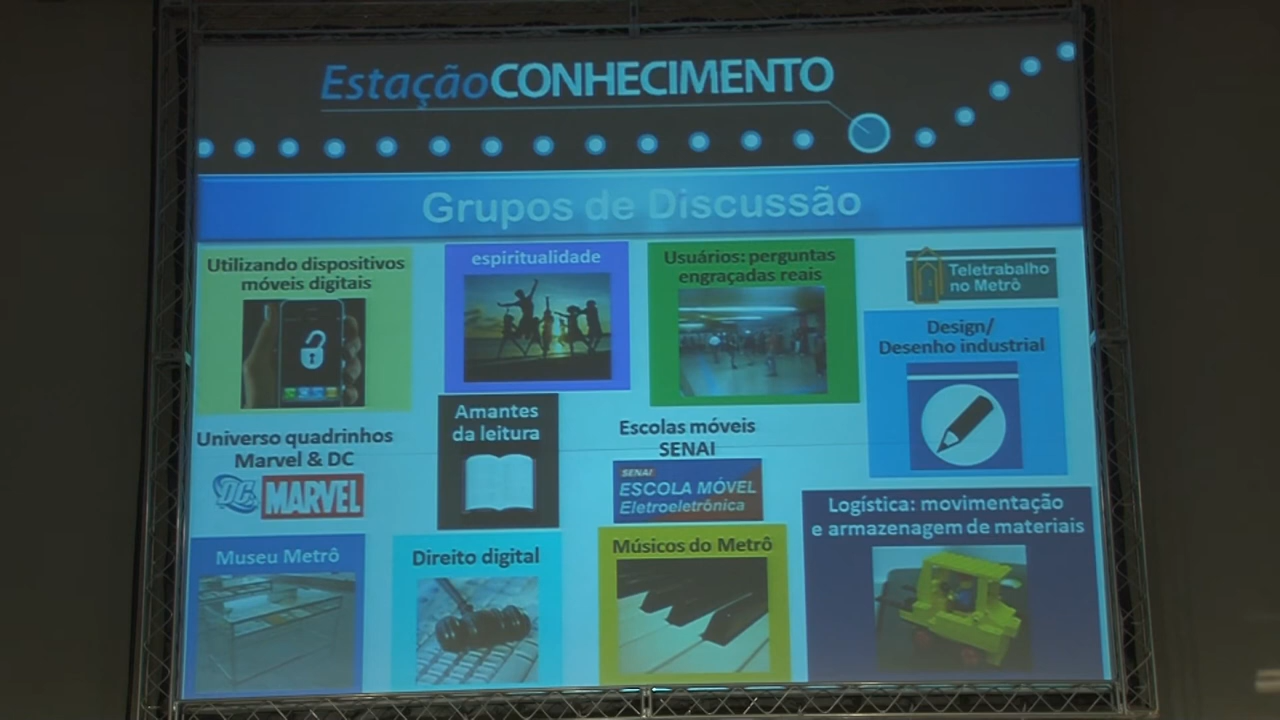 EstaçãoCONHECIMENTO
Grupos de Discussão
Utilizando dispositivos
móveis digitais
espiritualidade
Usuários: perguntas
engraçadas reais
Teletrabalho
no Metrô
Design/
Desenho industrial
Universo quadrinhos
Marvel & DC
DC
MARVEL
Amantes
da leitura
Escolas móveis
SENAI
SENAI
ESCOLA MÓVEL
Eletroeletrônica
Logística: movimentação
e armazenagem de materiais
Museu Metrô
Direito digital
Músicos do Metrô